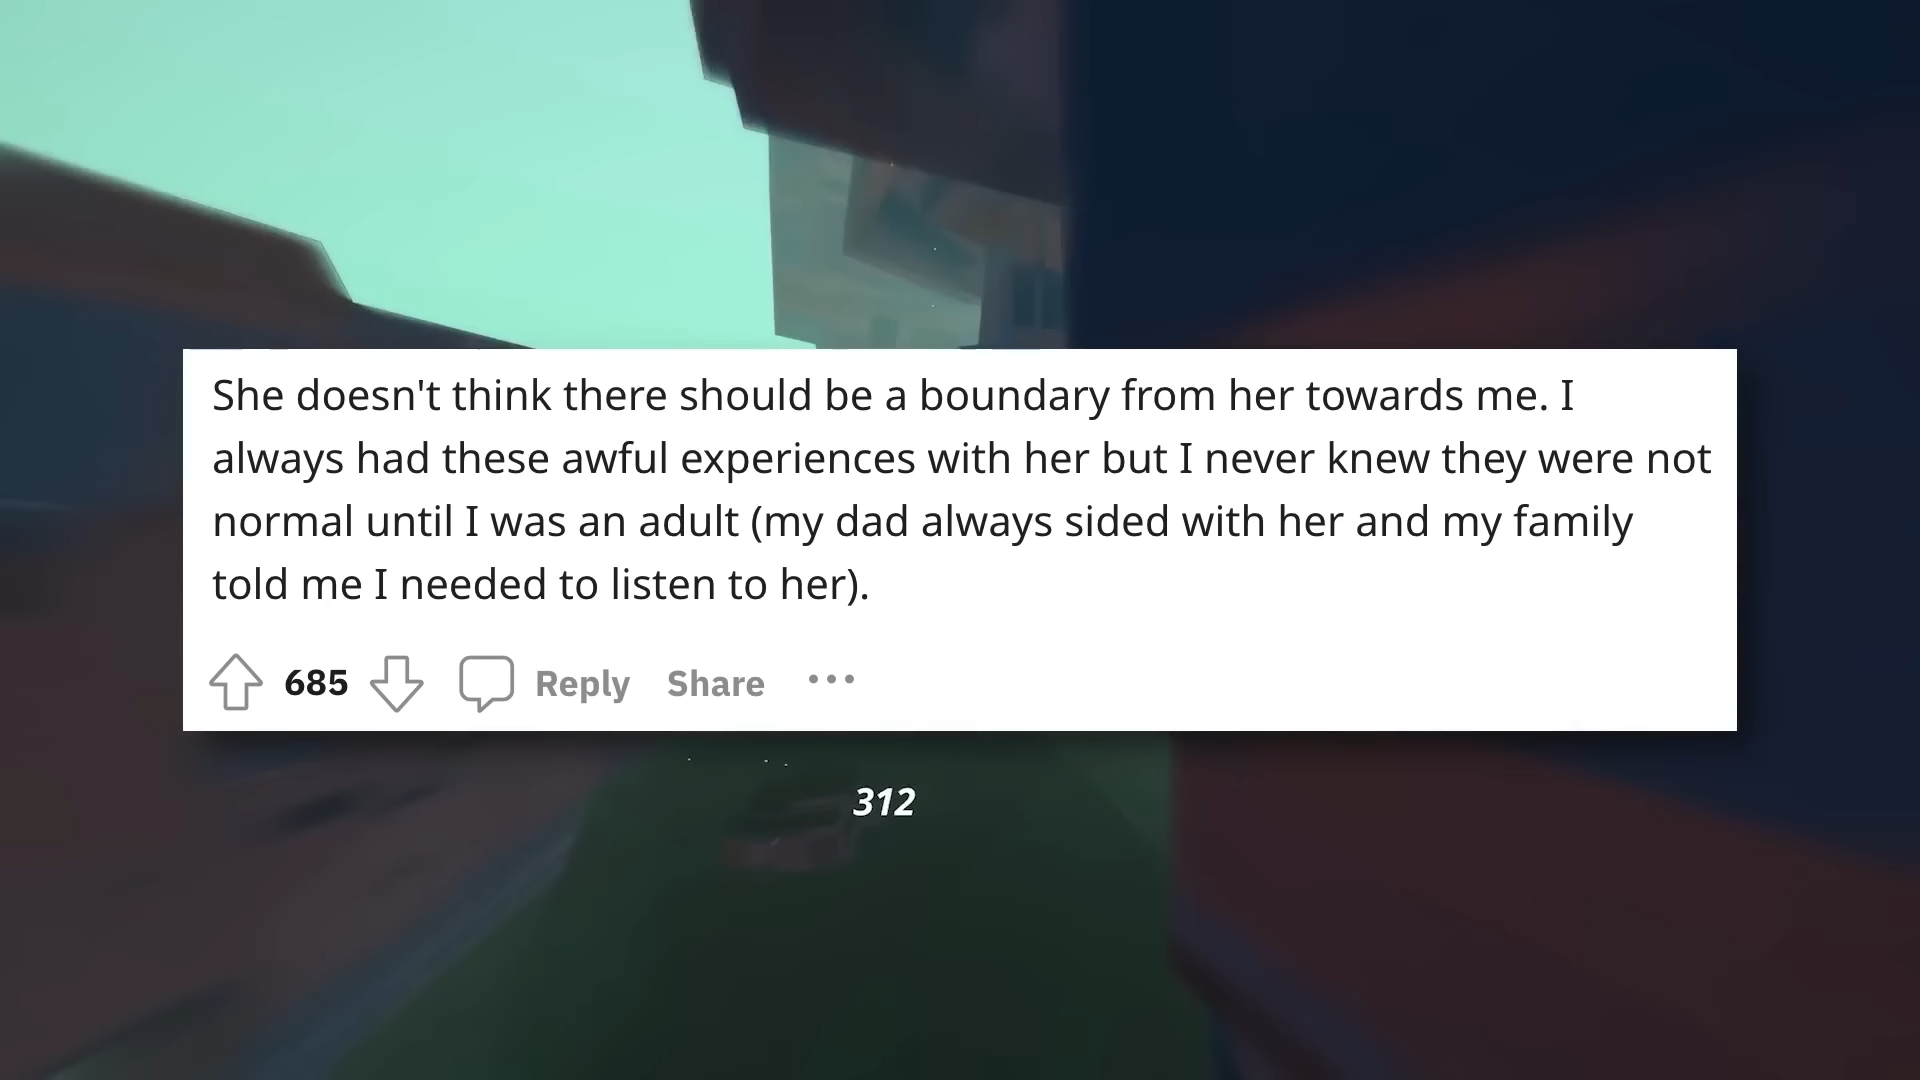 She doesn't think there should be a boundary from her towards me. I
always had these awful experiences with her but I never knew they were not
normal until I was an adult (my dad always sided with her and my family
told me I needed to listen to her).
685 Reply Share
312